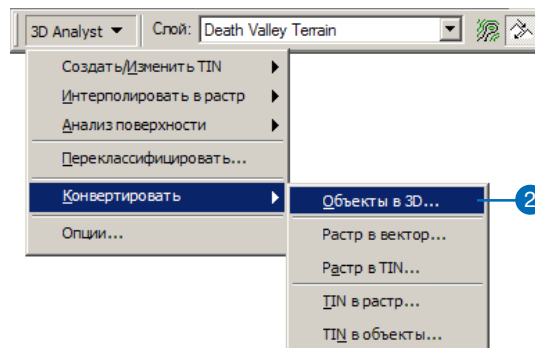 3D Analyst Слой: Death Valley Terrain
Создать/Изменить TIN
Интерполировать в растр
Анализ поверхности
Переклассифицировать...
Конвертировать
Опции...
Объекты в 3D... 2
Растр в вектор...
Растр в TIN...
TIN в растр...
TIN в объекты...